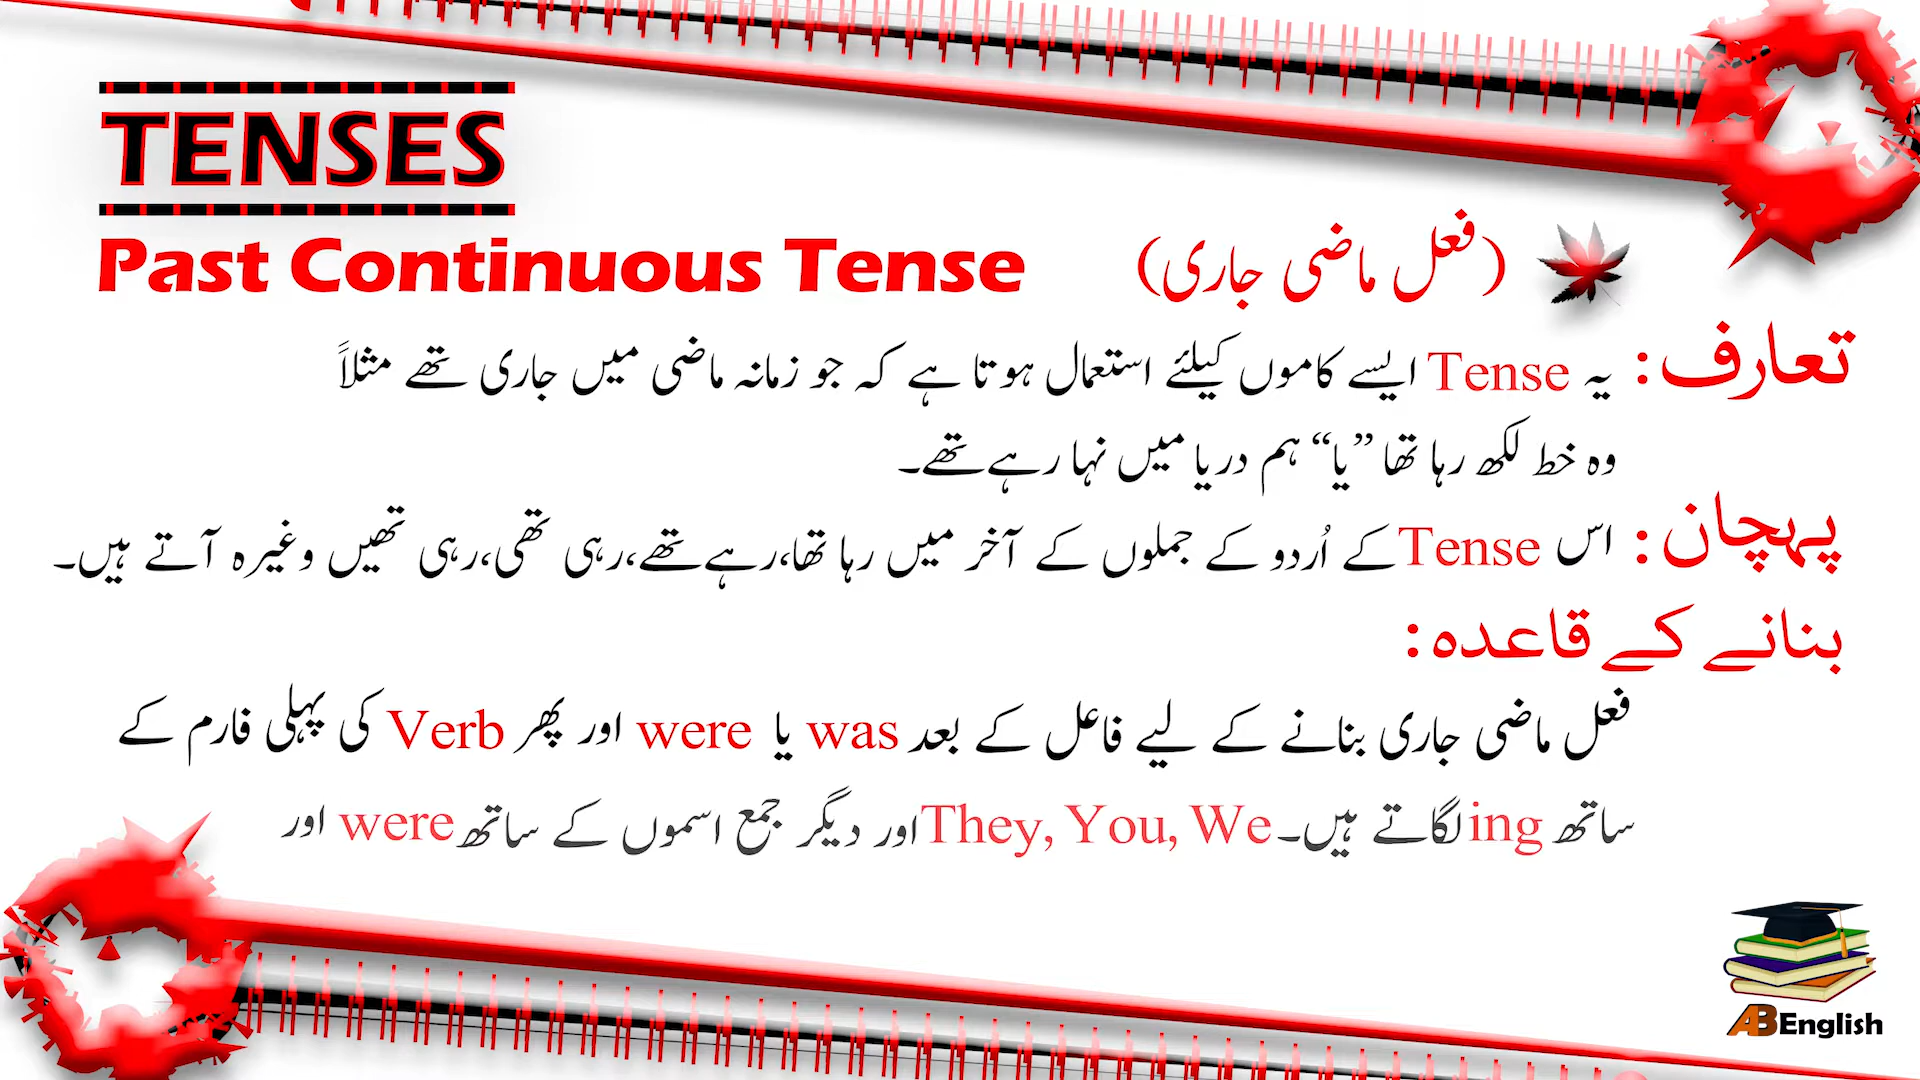 TENSES
Past Continuous Tense (فعل ماضی جاری)
تعارف: یہ Tense ایسے کاموں کیلئے استعمال ہوتا ہے کہ جو زمانہ ماضی میں جاری تھے مثلاً
وہ خط لکھ رہا تھا ”یا“ ہم دریا میں نہا رہے تھے۔
پہچان: اس Tense کے اُردو کے جملوں کے آخر میں رہا تھا،رہے تھے،رہی تھی،رہی تھیں وغیرہ آتے ہیں۔
بنانے کے قاعدہ:
فعل ماضی جاری بنانے کے لیے فاعل کے بعد was یا were اور پھر Verb کی پہلی فارم کے
ساتھ ing لگاتے ہیں۔ They, You, We اور دیگر جمع اسموں کے ساتھ were اور
AB English